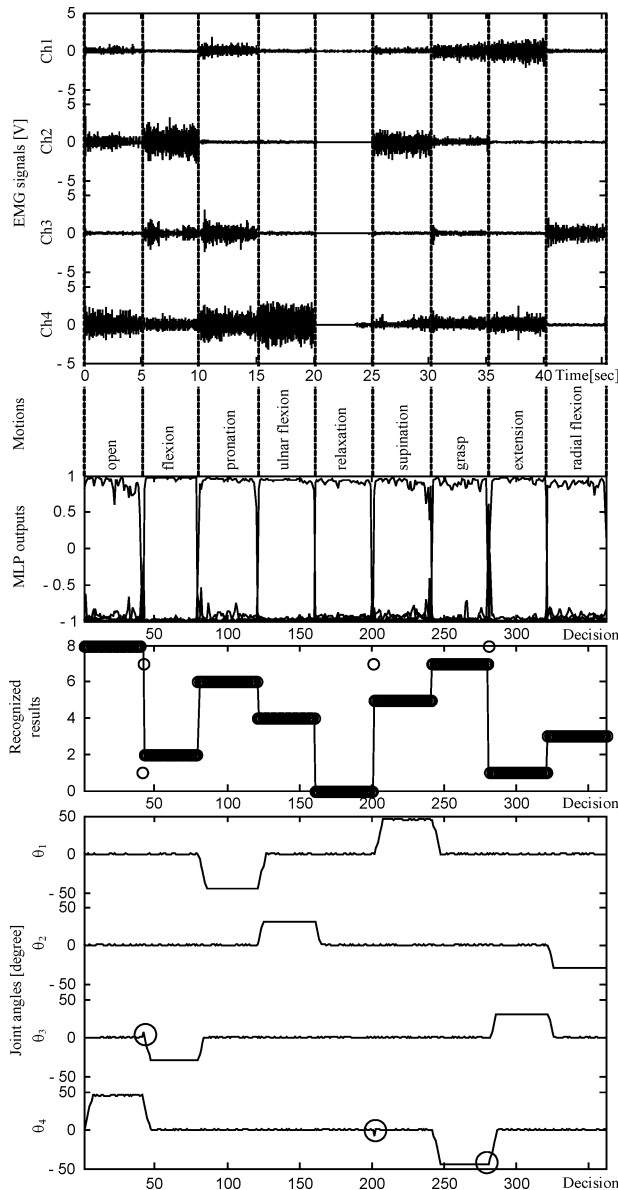 EMG signals [V]
Ch1
5
0
- 5
Ch2
5
0
- 5
Ch3
5
0
- 5
Ch4
0
- 5
0 5 10 15 20 25 30 35 40 Time[sec]
Motions
open flexion pronation ulnar flexion relaxation supination grasp extension radial flexion
MLP outputs
1
0.5
0
- 0.5
- 1
50 100 150 200 250 300 Decision
Recognized results
8
6
4
2
0
50 100 150 200 250 300 Decision
Joint angles [degree]
θ1
50
0
- 50
θ2
50
0
- 50
θ3
50
0
- 50
θ4
50
0
- 50
50 100 150 200 250 300 Decision